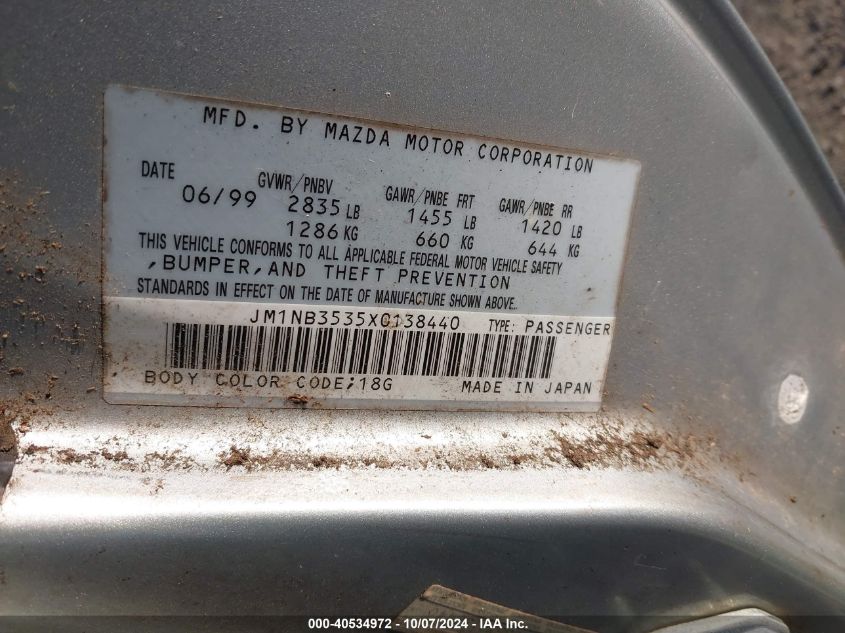 MFD. BY MAZDA MOTOR CORPORATION
DATE GVWR/PNBV GAWR/PNBE FRT GAWR/PNBE RR
06/99 2835 LB 1455 LB 1420 LB
1286 KG 660 KG 644 KG
THIS VEHICLE CONFORMS TO ALL APPLICABLE FEDERAL MOTOR VEHICLE SAFETY
,BUMPER,AND THEFT PREVENTION
STANDARDS IN EFFECT ON THE DATE OF MANUFACTURE SHOWN ABOVE.
JM1NB3535X0138440 TYPE: PASSENGER
BODY COLOR CODE;18G MADE IN JAPAN
000-40534972 - 10/07/2024 - IAA Inc.